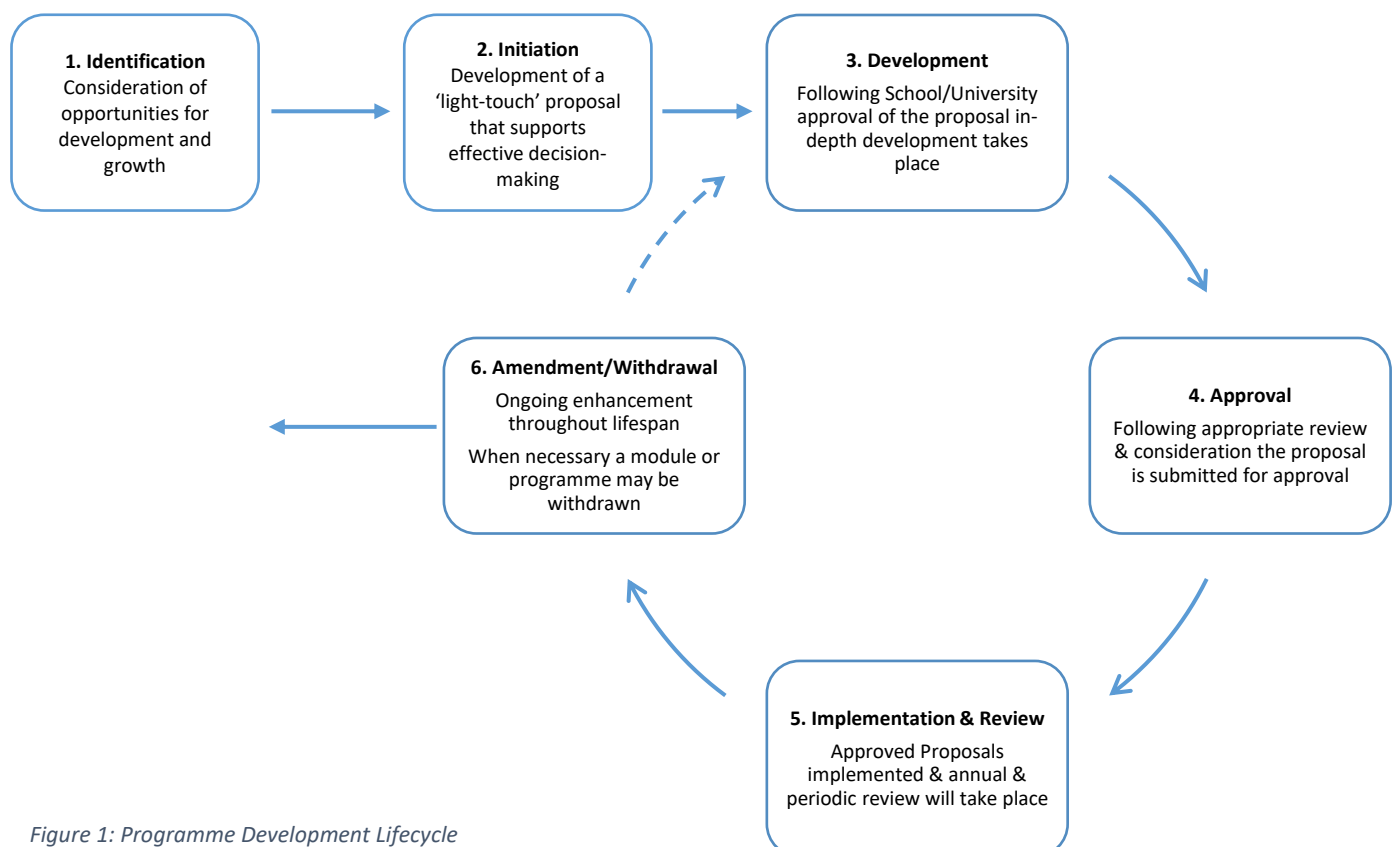 1. Identification
Consideration of
opportunities for
development and
growth
2. Initiation
Development of a
‘light-touch’ proposal
that supports
effective decision-
making
3. Development
Following School/University
approval of the proposal in-
depth development takes
place
4. Approval
Following appropriate review
& consideration the proposal
is submitted for approval
5. Implementation & Review
Approved Proposals
implemented & annual &
periodic review will take place
6. Amendment/Withdrawal
Ongoing enhancement
throughout lifespan
When necessary a module or
programme may be
withdrawn
Figure 1: Programme Development Lifecycle